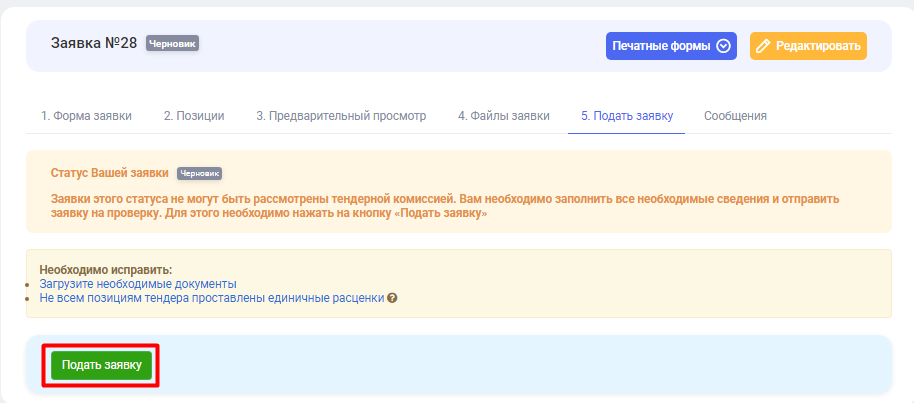 Заявка №28 Черновик
Печатные формы
Редактировать
1. Форма заявки 2. Позиции 3. Предварительный просмотр 4. Файлы заявки 5. Подать заявку Сообщения
Статус Вашей заявки Черновик
Заявки этого статуса не могут быть рассмотрены тендерной комиссией. Вам необходимо заполнить все необходимые сведения и отправить
заявку на проверку. Для этого необходимо нажать на кнопку «Подать заявку»
Необходимо исправить:
Загрузите необходимые документы
Не всем позициям тендера проставлены единичные расценки ?
Подать заявку